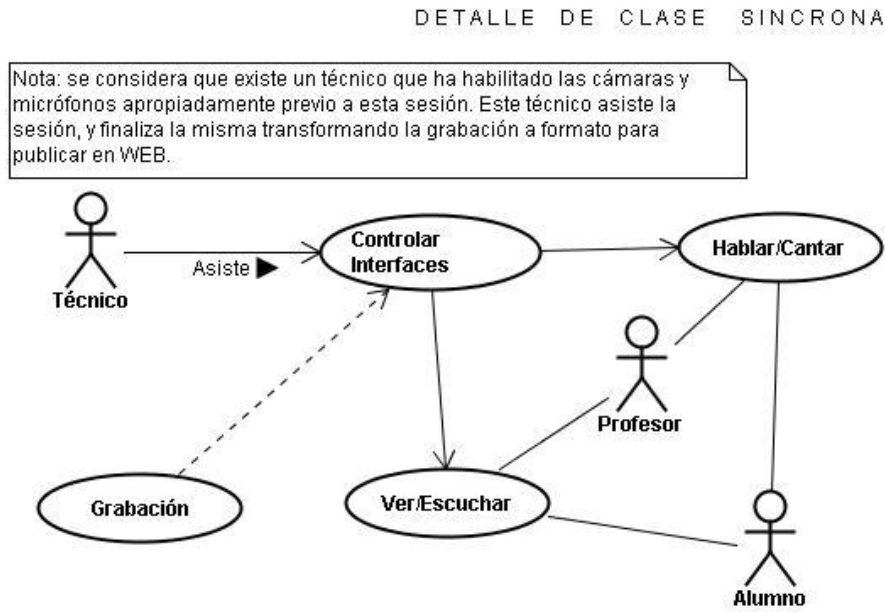 DETALLE DE CLASE SINCRONA
Nota: se considera que existe un técnico que ha habilitado las cámaras y
micrófonos apropiadamente previo a esta sesión. Este técnico asiste la
sesión, y finaliza la misma transformando la grabación a formato para
publicar en WEB.
Controlar
Interfaces
Hablar/Cantar
Asiste
Técnico
Profesor
Grabación
Ver/Escuchar
Alumno